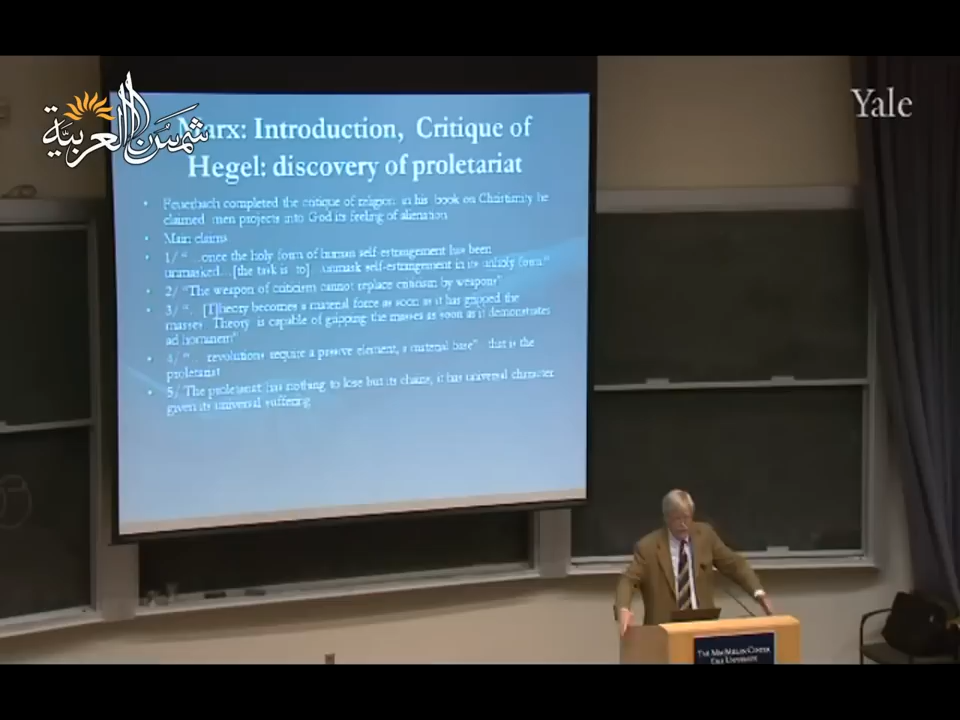 شمس العربية
Yale
Marx: Introduction, Critique of
Hegel: discovery of proletariat
• Feuerbach completed the critique of religion, in his book on Christianity he
claimed men projects into God its feeling of alienation
• Main claims
• 1/ "…once the holy form of human self-estrangement has been
unmasked…[the task is to]…unmask self-estrangement in its unholy form"
• 2/ "The weapon of criticism cannot replace criticism by weapons"
• 3/ "… [T]heory becomes a material force as soon as it has gripped the
masses. Theory is capable of gripping the masses as soon as it demonstrates
ad hominem"
• 4/ "… revolutions require a passive element, a material base" that is the
proletariat
• 5/ The proletariat has nothing to lose but its chains, it has universal character
given its universal suffering
THE MACMILLAN CENTER
YALE UNIVERSITY